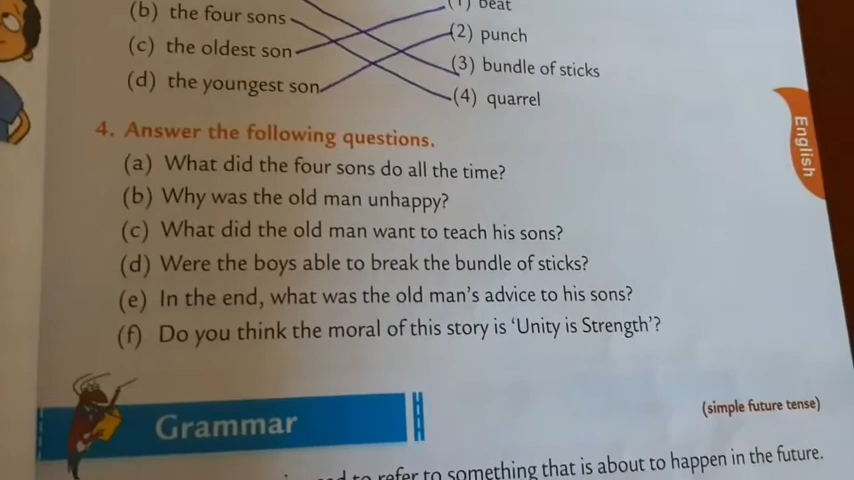 (1) beat
(b) the four sons
(2) punch
(c) the oldest son
(3) bundle of sticks
(d) the youngest son
(4) quarrel
English
4. Answer the following questions.
(a) What did the four sons do all the time?
(b) Why was the old man unhappy?
(c) What did the old man want to teach his sons?
(d) Were the boys able to break the bundle of sticks?
(e) In the end, what was the old man's advice to his sons?
(f) Do you think the moral of this story is 'Unity is Strength'?
Grammar
(simple future tense)
to refer to something that is about to happen in the future.